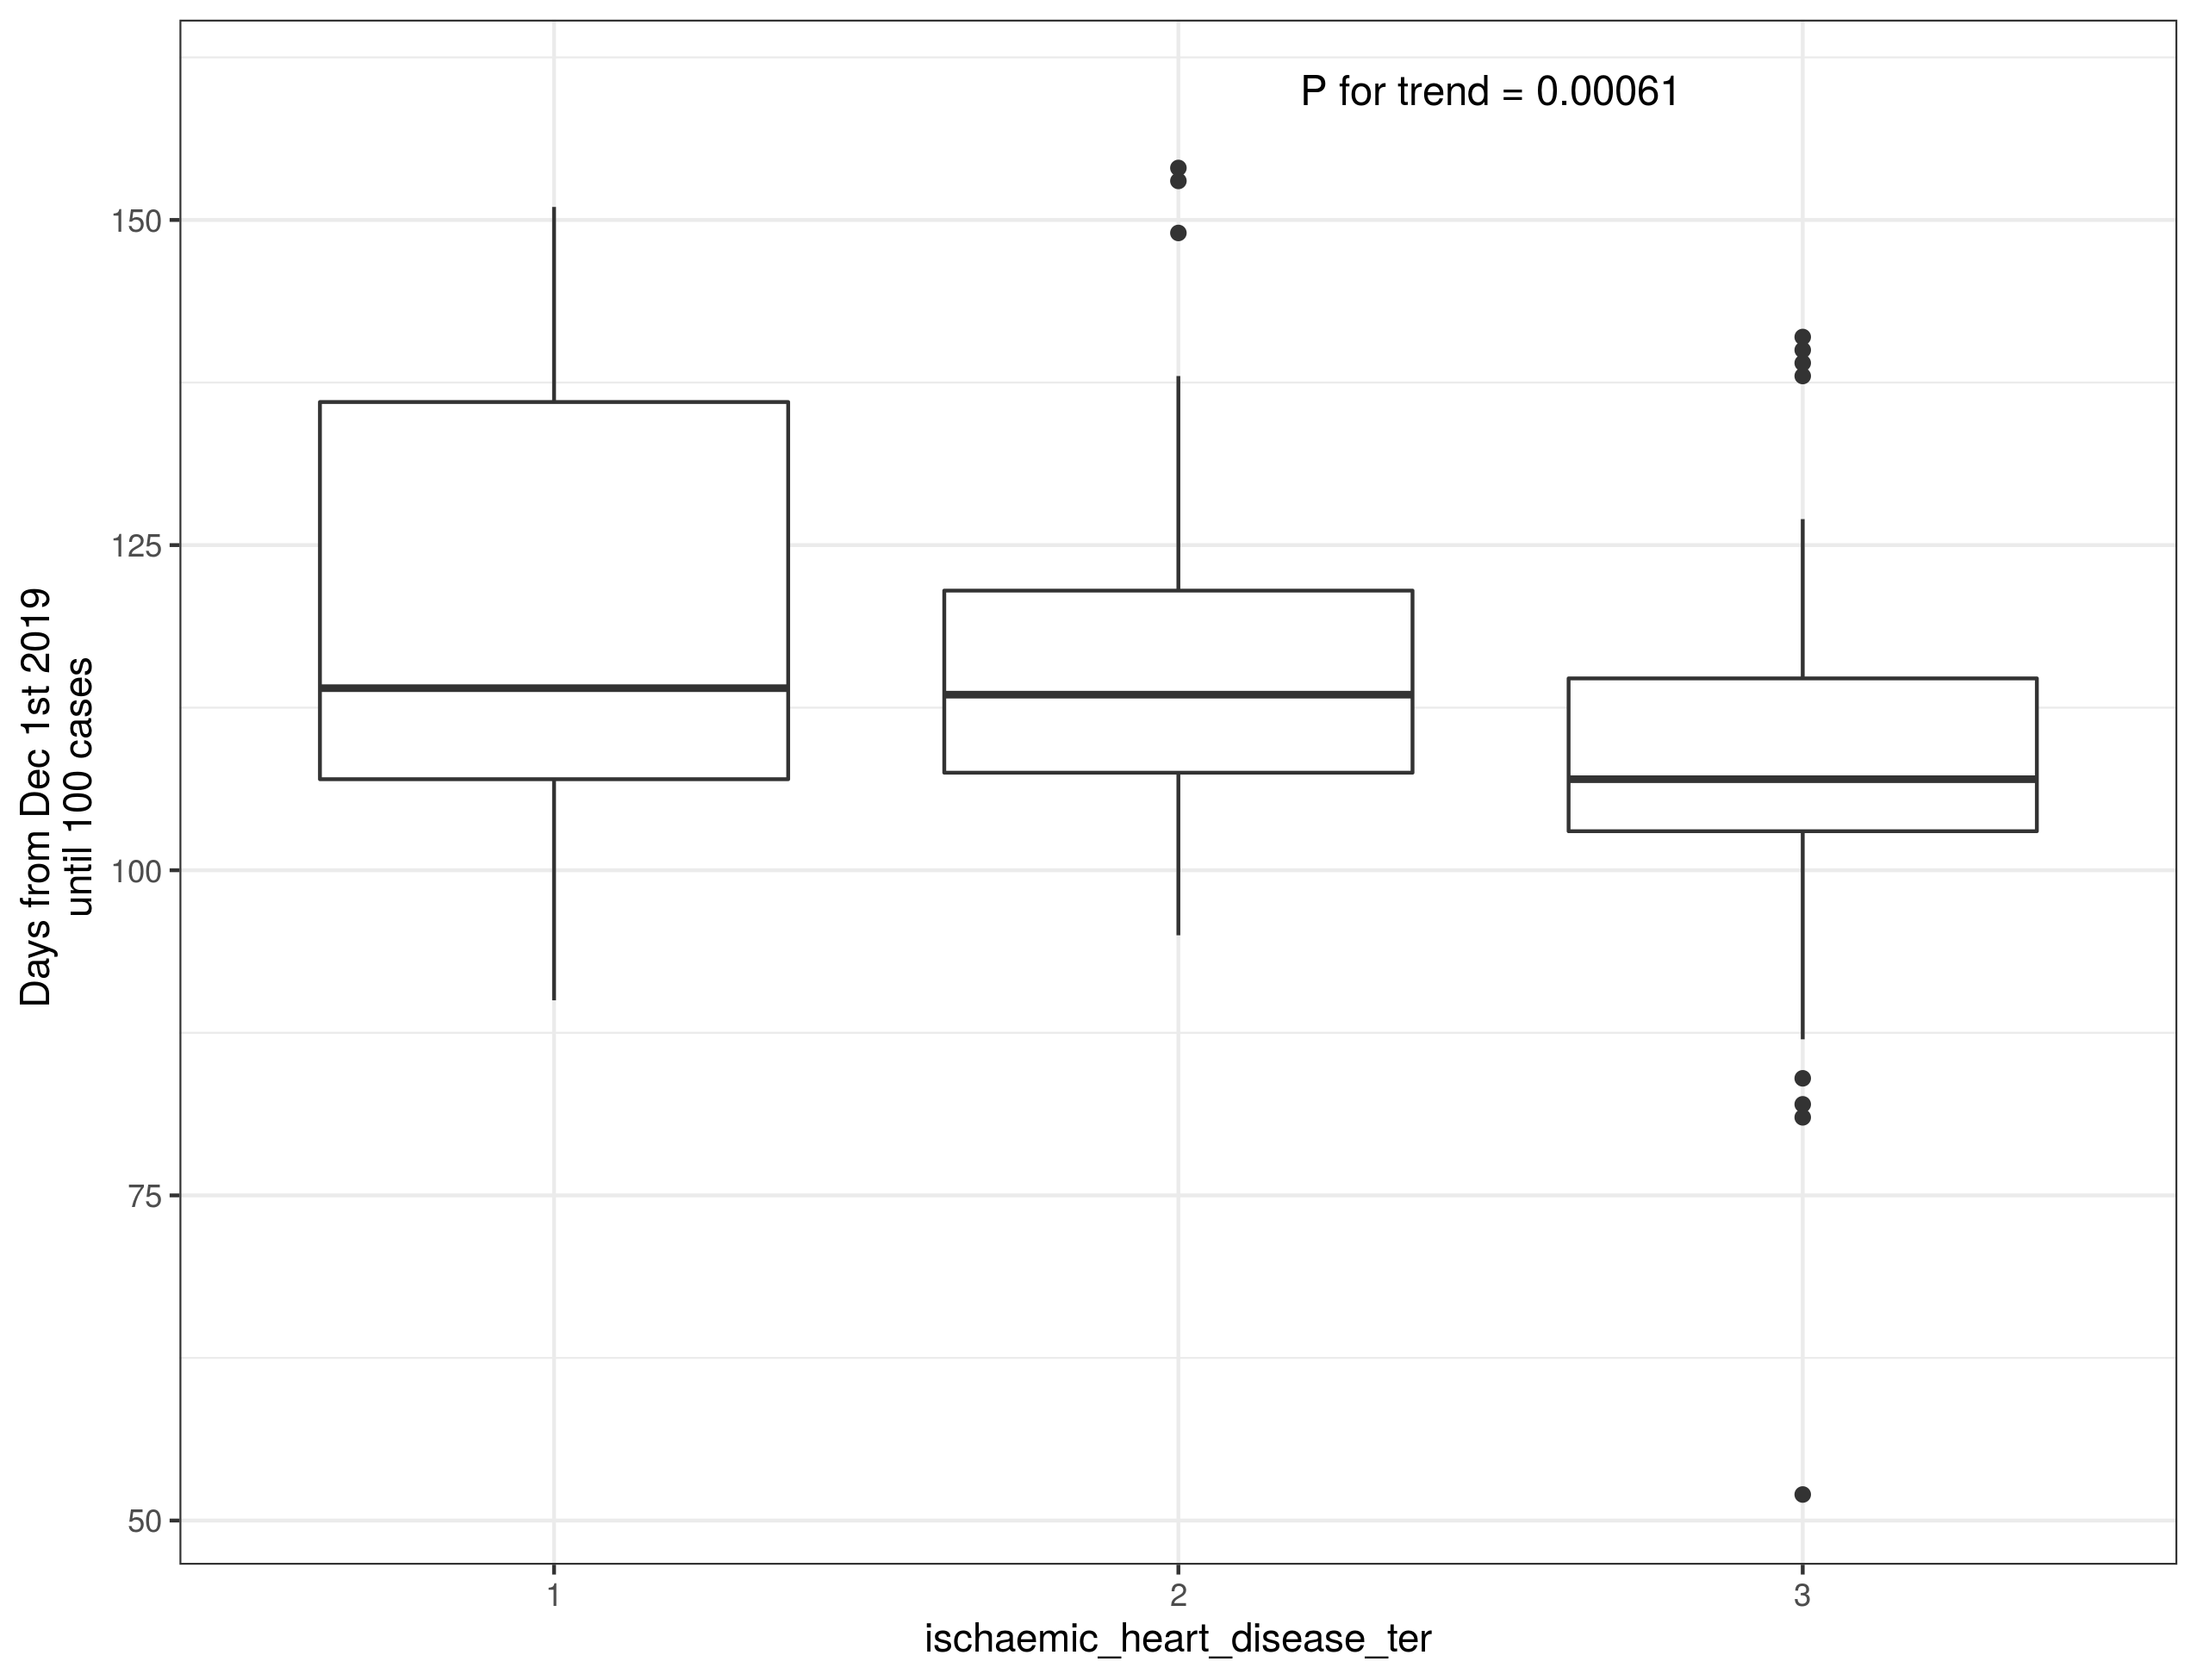 P for trend = 0.00061
Days from Dec 1st 2019
until 100 cases
150
125
100
75
50
1
2
3
ischaemic_heart_disease_ter